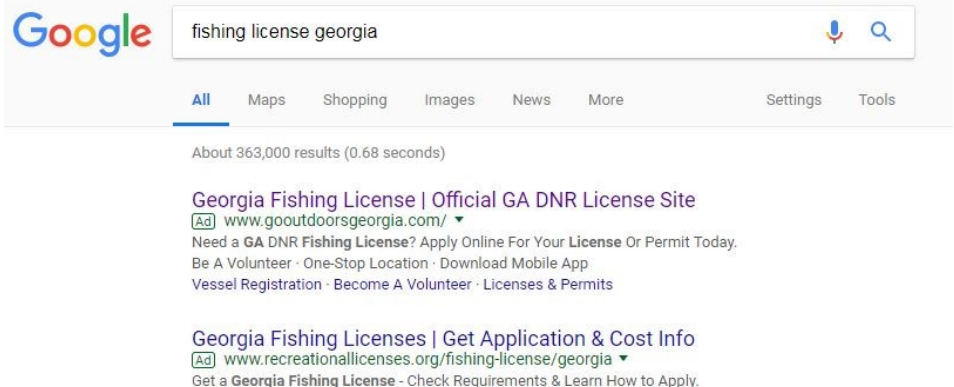 Google fishing license georgia
All Maps Shopping Images News More Settings Tools
About 363,000 results (0.68 seconds)
Georgia Fishing License | Official GA DNR License Site
Ad www.gooutdoorsgeorgia.com/
Need a GA DNR Fishing License? Apply Online For Your License Or Permit Today.
Be A Volunteer · One-Stop Location · Download Mobile App
Vessel Registration · Become A Volunteer · Licenses & Permits
Georgia Fishing Licenses | Get Application & Cost Info
Ad www.recreationallicenses.org/fishing-license/georgia
Get a Georgia Fishing License - Check Requirements & Learn How to Apply.